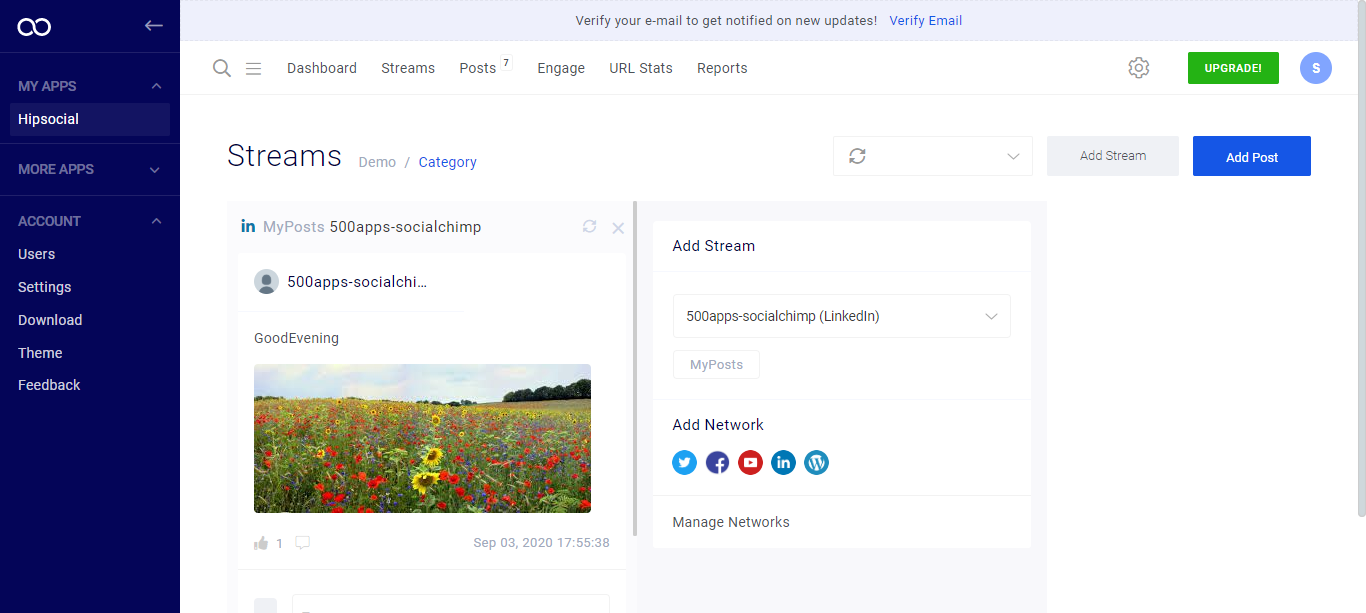 Verify your e-mail to get notified on new updates! Verify Email
MY APPS
Hipsocial
MORE APPS
ACCOUNT
Users
Settings
Download
Theme
Feedback
Dashboard Streams Posts 7 Engage URL Stats Reports
UPGRADE! S
Streams Demo / Category
Add Stream Add Post
in MyPosts 500apps-socialchimp
500apps-socialchi...
GoodEvening
1 Sep 03, 2020 17:55:38
Add Stream
500apps-socialchimp (LinkedIn)
MyPosts
Add Network
Manage Networks